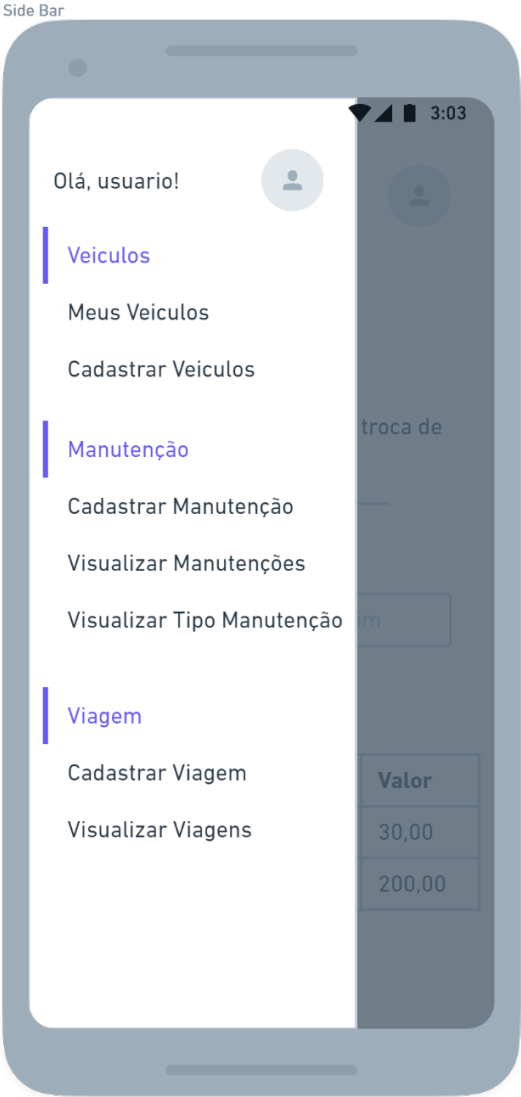 Side Bar
3:03
Olá, usuario!
Veiculos
Meus Veiculos
Cadastrar Veiculos
troca de
Manutenção
Cadastrar Manutenção
Visualizar Manutenções
Visualizar Tipo Manutenção
Viagem
Cadastrar Viagem
Valor
Visualizar Viagens
30,00
200,00